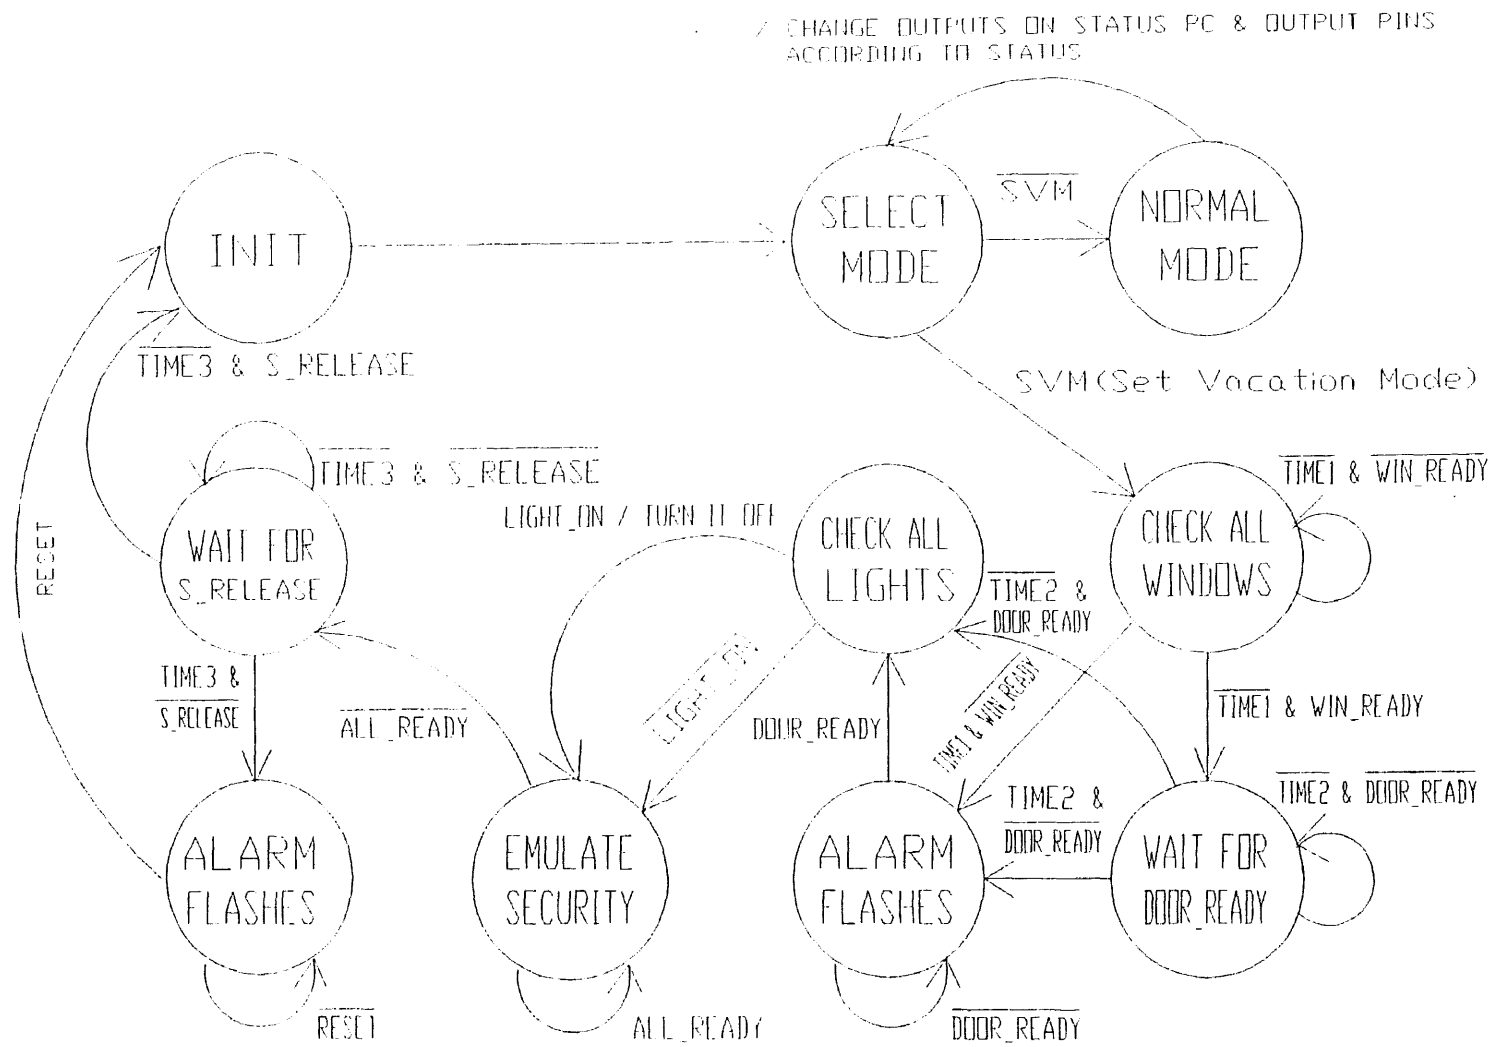 / CHANGE OUTPUTS ON STATUS PC & OUTPUT PINS
ACCORDING TO STATUS
INIT
SELECT
MODE
SVM
NORMAL
MODE
TIME3 & S_RELEASE
SVM(Set Vacation Mode)
TIME3 & S_RELEASE
TIME1 & WIN_READY
LIGHT_ON / TURN IT OFF
WAIT FOR
S_RELEASE
CHECK ALL
LIGHTS
CHECK ALL
WINDOWS
RESET
TIME2 &
DOOR_READY
TIME3 &
S_RELEASE
ALL_READY
LIGHT_ON
DOOR_READY
TIME1 & WIN_READY
TIME1 & WIN_READY
TIME2 &
DOOR_READY
TIME2 & DOOR_READY
ALARM
FLASHES
EMULATE
SECURITY
ALARM
FLASHES
WAIT FOR
DOOR_READY
RESET
ALL_READY
DOOR_READY